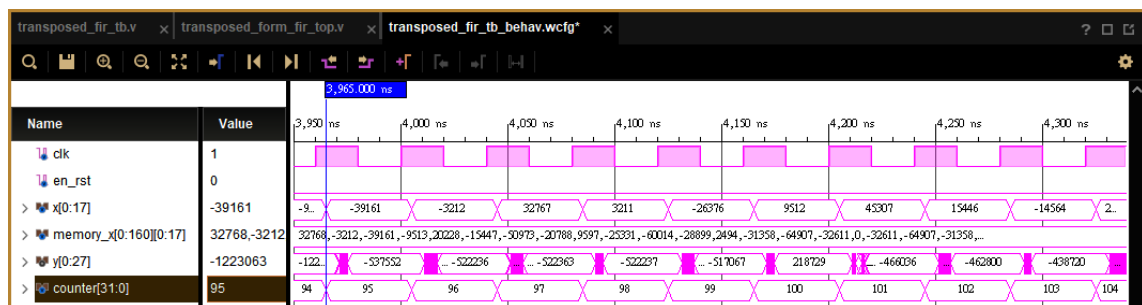 transposed_fir_tb.v × transposed_form_fir_top.v × transposed_fir_tb_behav.wcfg* ×
3,965.000 ns
Name Value 3,950 ns 4,000 ns 4,050 ns 4,100 ns 4,150 ns 4,200 ns 4,250 ns 4,300 ns
clk 1
en_rst 0
x[0:17] -39161 -9... -39161 -3212 32767 3211 -26376 9512 45307 15446 -14564 2...
memory_x[0:160][0:17] 32768,-3212 32768,-3212,-39161,-9513,20228,-15447,-50973,-20788,9597,-25331,-60014,-28899,2494,-31358,-64907,-32611,0,-32611,-64907,-31358,...
y[0:27] -1223063 -122... -537552 ... -522236 ... -522363 ... -522237 ... -517067 218729 ... -466036 -462800 -438720 ...
counter[31:0] 95 94 95 96 97 98 99 100 101 102 103 104